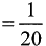 = 1/20